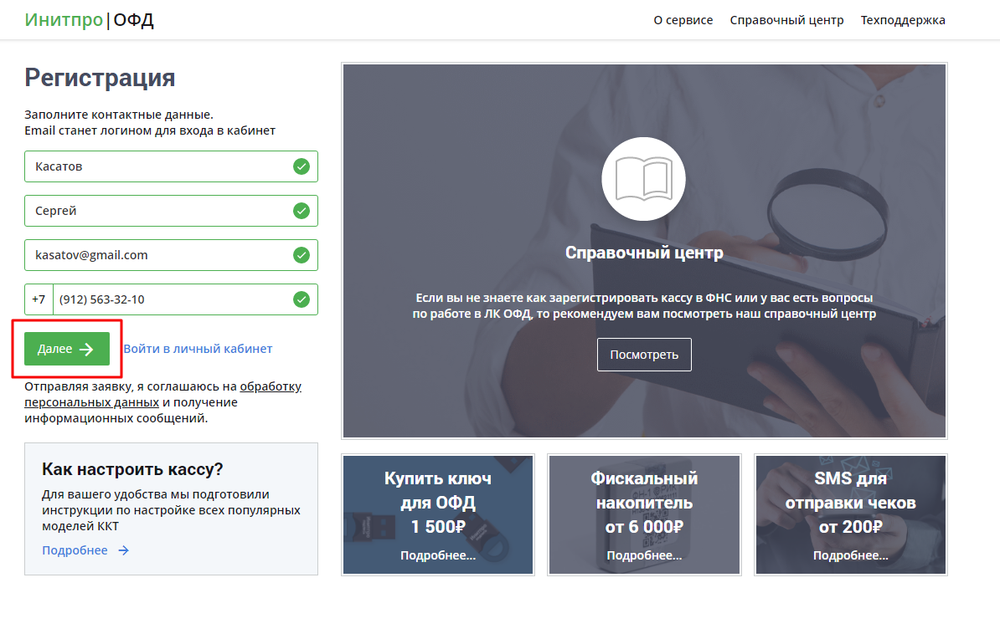 Инитпро|ОФД
О сервисе
Справочный центр
Техподдержка
Регистрация
Заполните контактные данные.
Email станет логином для входа в кабинет
Касатов
Сергей
kasatov@gmail.com
+7 (912) 563-32-10
Далее →
Войти в личный кабинет
Отправляя заявку, я соглашаюсь на обработку
персональных данных и получение
информационных сообщений.
Как настроить кассу?
Для вашего удобства мы подготовили
инструкции по настройке всех популярных
моделей ККТ
Подробнее →
Справочный центр
Если вы не знаете как зарегистрировать кассу в ФНС или у вас есть вопросы
по работе в ЛК ОФД, то рекомендуем вам посмотреть наш справочный центр
Посмотреть
Купить ключ
для ОФД
1 500₽
Подробнее...
Фискальный
накопитель
от 6 000₽
Подробнее...
SMS для
отправки чеков
от 200₽
Подробнее...